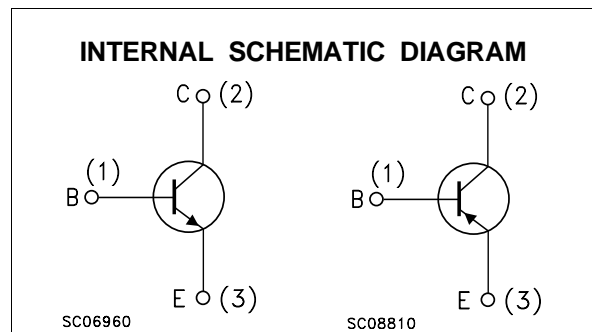 INTERNAL SCHEMATIC DIAGRAM
C (2)
(1)
B
E (3)
SC06960
C (2)
(1)
B
E (3)
SC08810